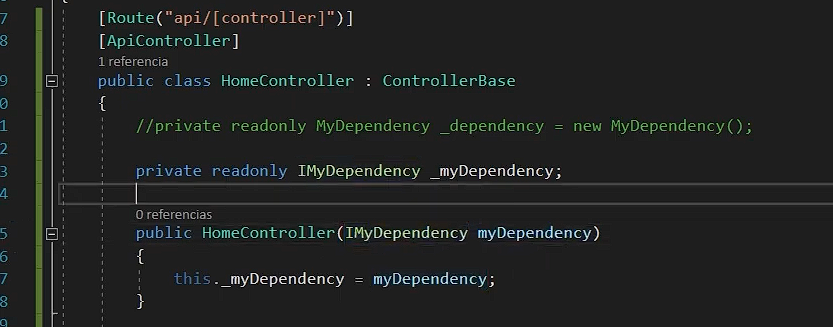 7 [Route("api/[controller]")]
8 [ApiController]
1 referencia
9 public class HomeController : ControllerBase
0 {
1 //private readonly MyDependency _dependency = new MyDependency();
2
3 private readonly IMyDependency _myDependency;
4
0 referencias
5 public HomeController(IMyDependency myDependency)
6 {
7 this._myDependency = myDependency;
8 }
9